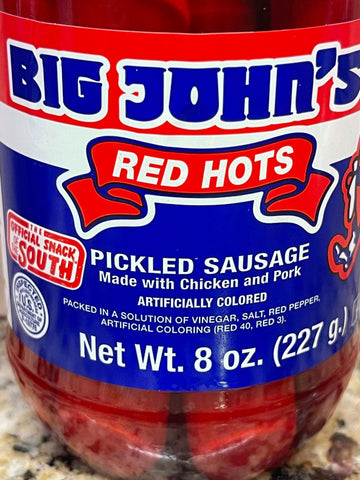 BIG JOHN'S
RED HOTS
THE
OFFICIAL SNACK
OF THE
SOUTH
PICKLED SAUSAGE
Made with Chicken and Pork
ARTIFICIALLY COLORED
PACKED IN A SOLUTION OF VINEGAR, SALT, RED PEPPER,
ARTIFICIAL COLORING (RED 40, RED 3).
Net Wt. 8 oz. (227 g.)